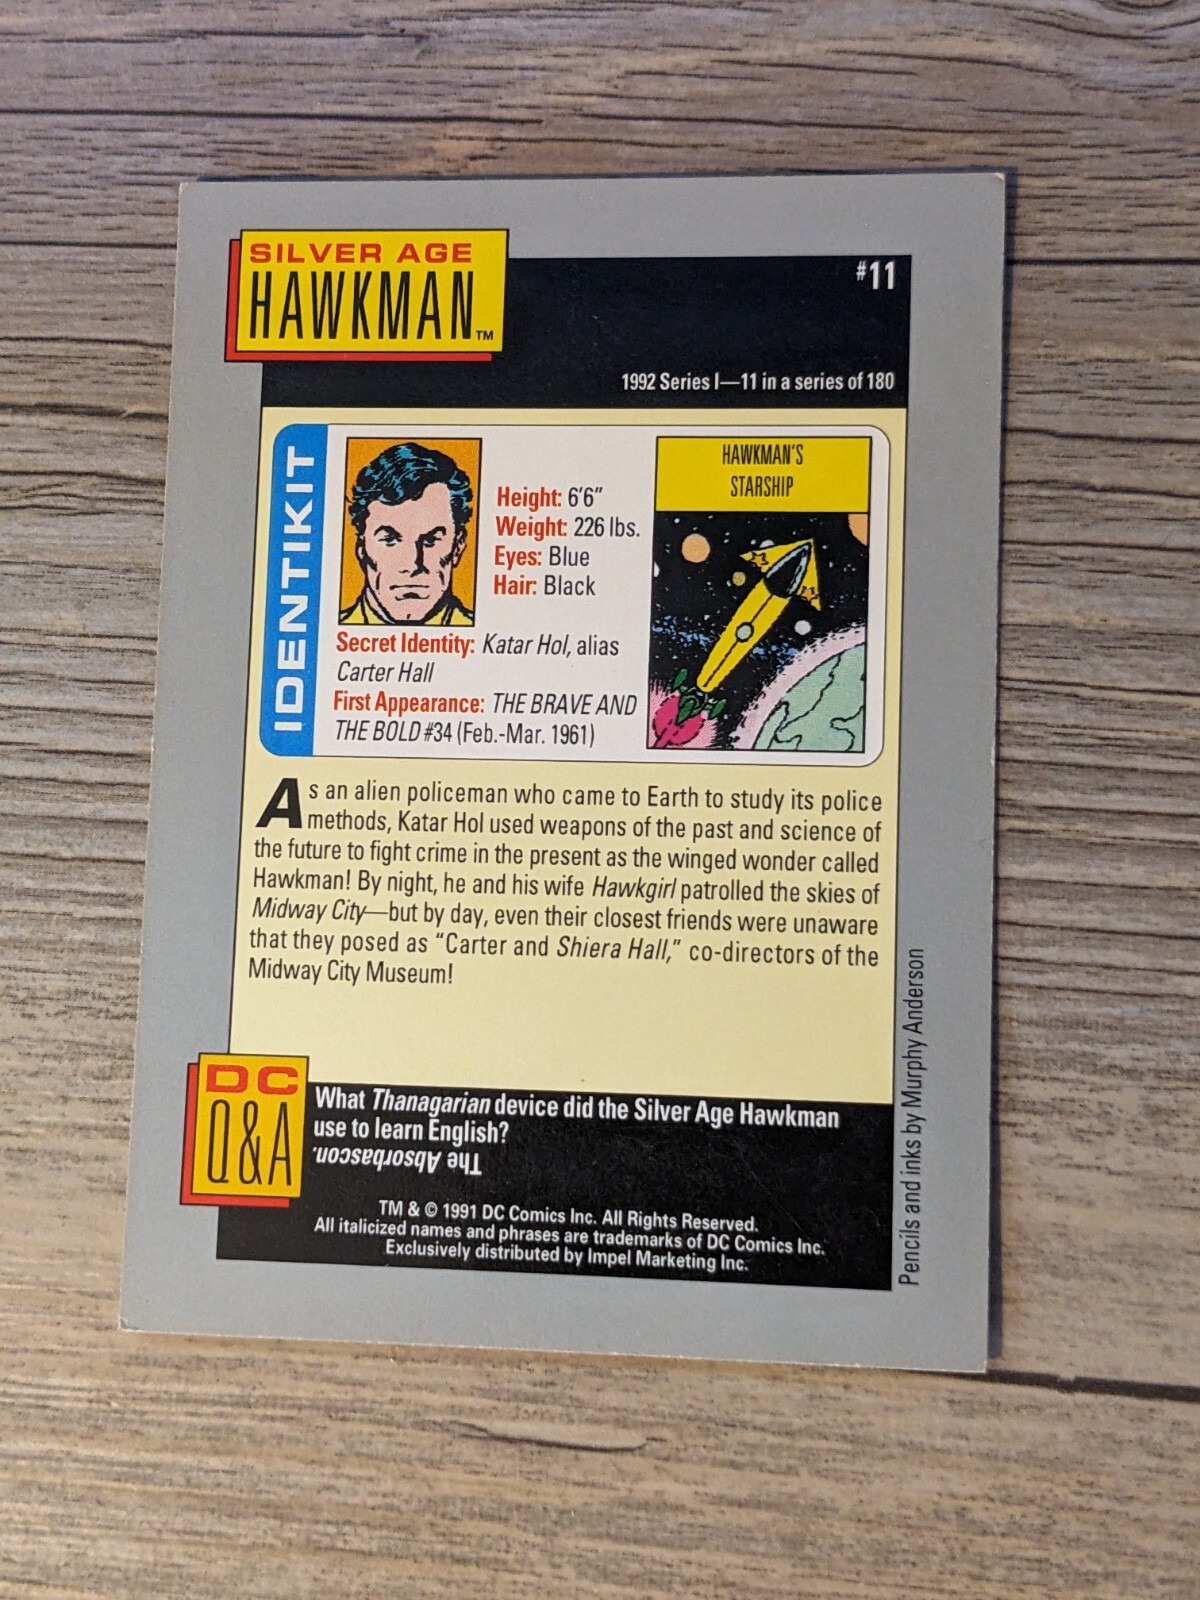 SILVER AGE
HAWKMAN™
#11
1992 Series I—11 in a series of 180
IDENTIKIT
Height: 6'6"
Weight: 226 lbs.
Eyes: Blue
Hair: Black
Secret Identity: Katar Hol, alias
Carter Hall
First Appearance: THE BRAVE AND
THE BOLD #34 (Feb.-Mar. 1961)
HAWKMAN'S
STARSHIP
As an alien policeman who came to Earth to study its police
methods, Katar Hol used weapons of the past and science of
the future to fight crime in the present as the winged wonder called
Hawkman! By night, he and his wife Hawkgirl patrolled the skies of
Midway City—but by day, even their closest friends were unaware
that they posed as "Carter and Shiera Hall," co-directors of the
Midway City Museum!
DC
Q&A
What Thanagarian device did the Silver Age Hawkman
use to learn English?
The Absorbascon.
TM & © 1991 DC Comics Inc. All Rights Reserved.
All italicized names and phrases are trademarks of DC Comics Inc.
Exclusively distributed by Impel Marketing Inc.
Pencils and inks by Murphy Anderson